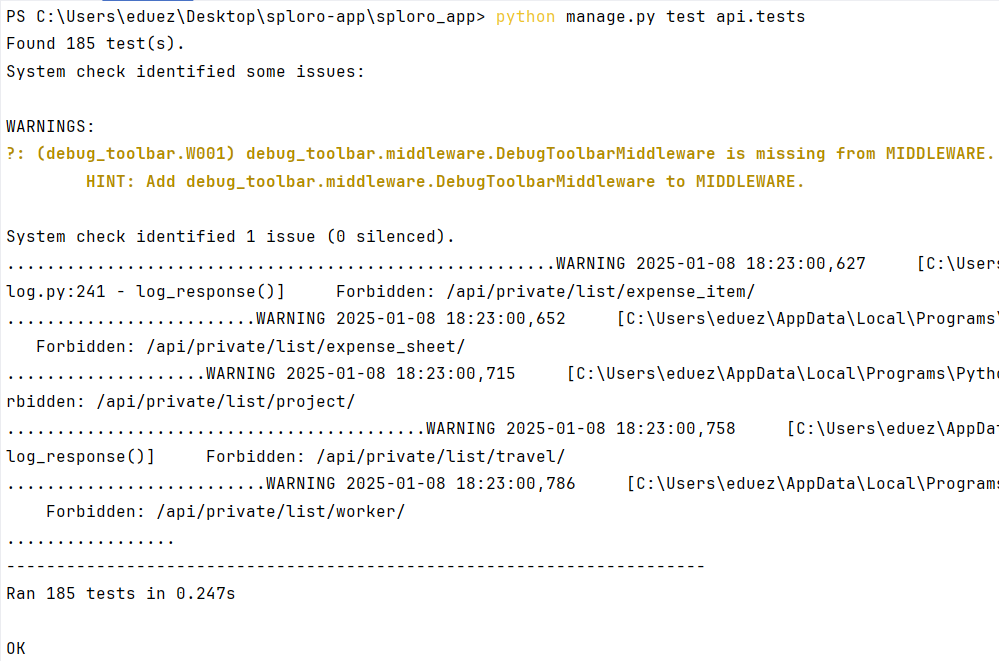 PS C:\Users\eduez\Desktop\sploro-app\sploro_app> python manage.py test api.tests
Found 185 test(s).
System check identified some issues:
WARNINGS:
?: (debug_toolbar.W001) debug_toolbar.middleware.DebugToolbarMiddleware is missing from MIDDLEWARE.
HINT: Add debug_toolbar.middleware.DebugToolbarMiddleware to MIDDLEWARE.
System check identified 1 issue (0 silenced).
.......................................................WARNING 2025-01-08 18:23:00,627 [C:\Users
log.py:241 - log_response()] Forbidden: /api/private/list/expense_item/
.........................WARNING 2025-01-08 18:23:00,652 [C:\Users\eduez\AppData\Local\Programs\
Forbidden: /api/private/list/expense_sheet/
....................WARNING 2025-01-08 18:23:00,715 [C:\Users\eduez\AppData\Local\Programs\Pytho
rbidden: /api/private/list/project/
..........................................WARNING 2025-01-08 18:23:00,758 [C:\Users\eduez\AppDat
log_response()] Forbidden: /api/private/list/travel/
..........................WARNING 2025-01-08 18:23:00,786 [C:\Users\eduez\AppData\Local\Programs
Forbidden: /api/private/list/worker/
.................
----------------------------------------------------------------------
Ran 185 tests in 0.247s
OK